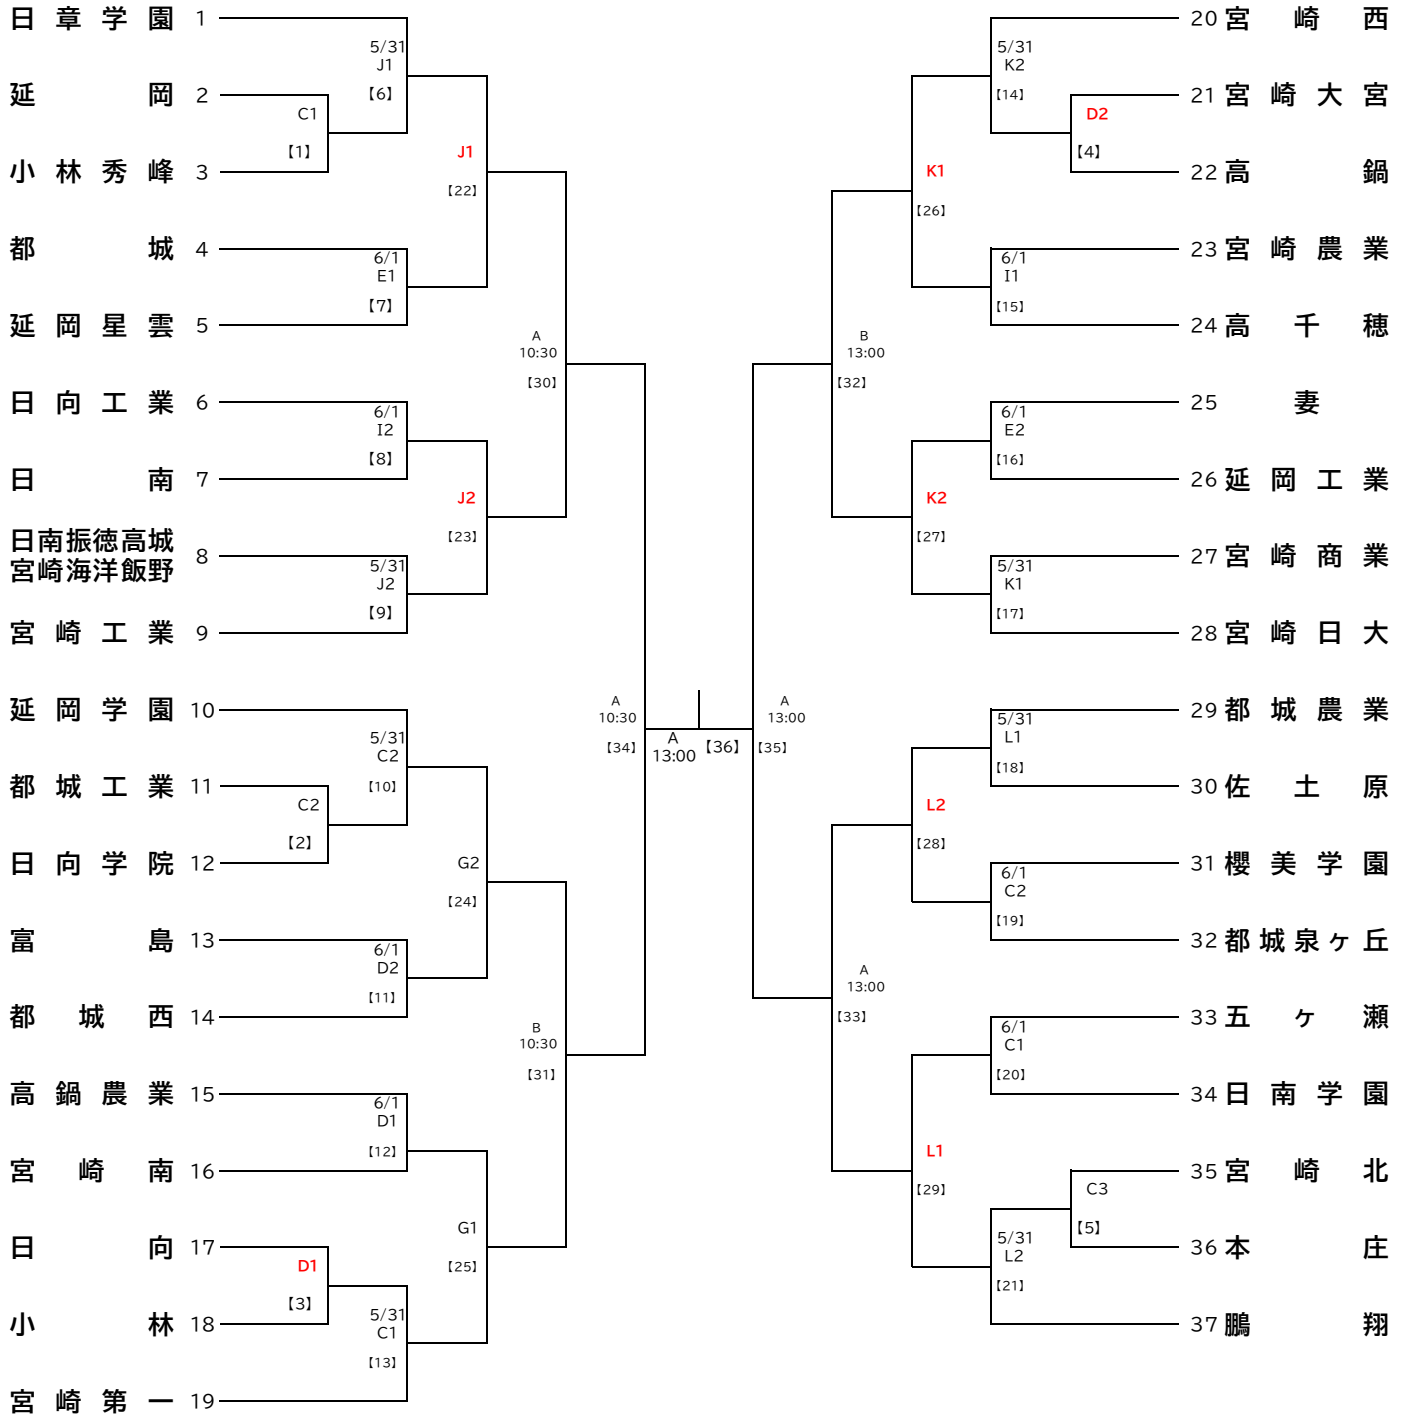 日章学園 1
5/31
J1
【6】
延岡 2
C1
【1】
小林秀峰 3
J1
【22】
都城 4
6/1
E1
【7】
延岡星雲 5
A
10:30
【30】
日向工業 6
6/1
I2
【8】
日南 7
J2
【23】
日南振徳高城
宮崎海洋飯野
8
5/31
J2
【9】
宮崎工業 9
A
10:30
【34】
延岡学園 10
5/31
C2
【10】
都城工業 11
C2
【2】
日向学院 12
G2
【24】
富島 13
6/1
D2
【11】
都城西 14
B
10:30
【31】
高鍋農業 15
6/1
D1
【12】
宮崎南 16
G1
【25】
日向 17
D1
【3】
小林 18
5/31
C1
【13】
宮崎第一 19
A
13:00
【36】
20 宮崎西
5/31
K2
【14】
21 宮崎大宮
D2
【4】
22 高鍋
K1
【26】
23 宮崎農業
6/1
I1
【15】
24 高千穂
B
13:00
【32】
25 妻
6/1
E2
【16】
26 延岡工業
K2
【27】
27 宮崎商業
5/31
K1
【17】
28 宮崎日大
A
13:00
【35】
29 都城農業
5/31
L1
【18】
30 佐土原
L2
【28】
31 櫻美学園
6/1
C2
【19】
32 都城泉ヶ丘
A
13:00
【33】
33 五ヶ瀬
6/1
C1
【20】
34 日南学園
L1
【29】
35 宮崎北
C3
【5】
36 本庄
5/31
L2
【21】
37 鵬翔